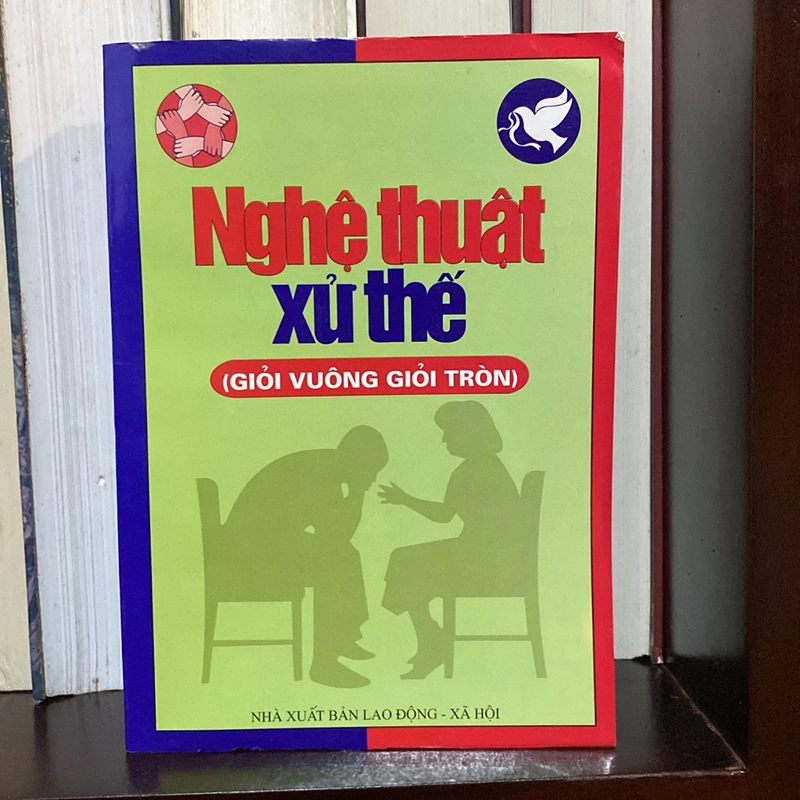 Nghệ thuật
xử thế
(GIỎI VUÔNG GIỎI TRÒN)
NHÀ XUẤT BẢN LAO ĐỘNG - XÃ HỘI